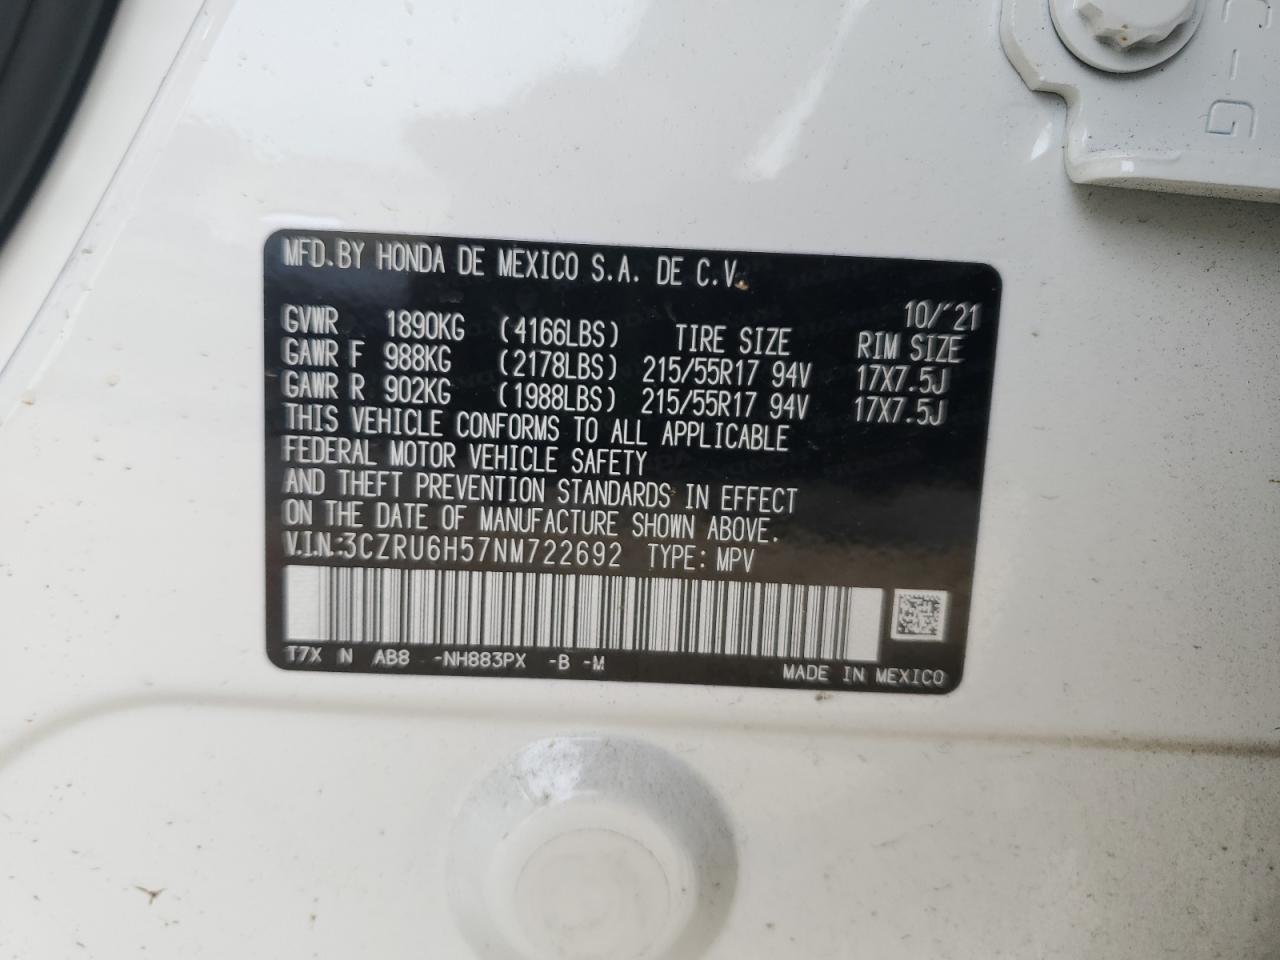 MFD.BY HONDA DE MEXICO S.A. DE C.V.
10/'21
GVWR 1890KG (4166LBS) TIRE SIZE RIM SIZE
GAWR F 988KG (2178LBS) 215/55R17 94V 17X7.5J
GAWR R 902KG (1988LBS) 215/55R17 94V 17X7.5J
THIS VEHICLE CONFORMS TO ALL APPLICABLE
FEDERAL MOTOR VEHICLE SAFETY
AND THEFT PREVENTION STANDARDS IN EFFECT
ON THE DATE OF MANUFACTURE SHOWN ABOVE.
V.I.N:3CZRU6H57NM722692 TYPE: MPV
T7X N AB8 -NH883PX -B -M
MADE IN MEXICO